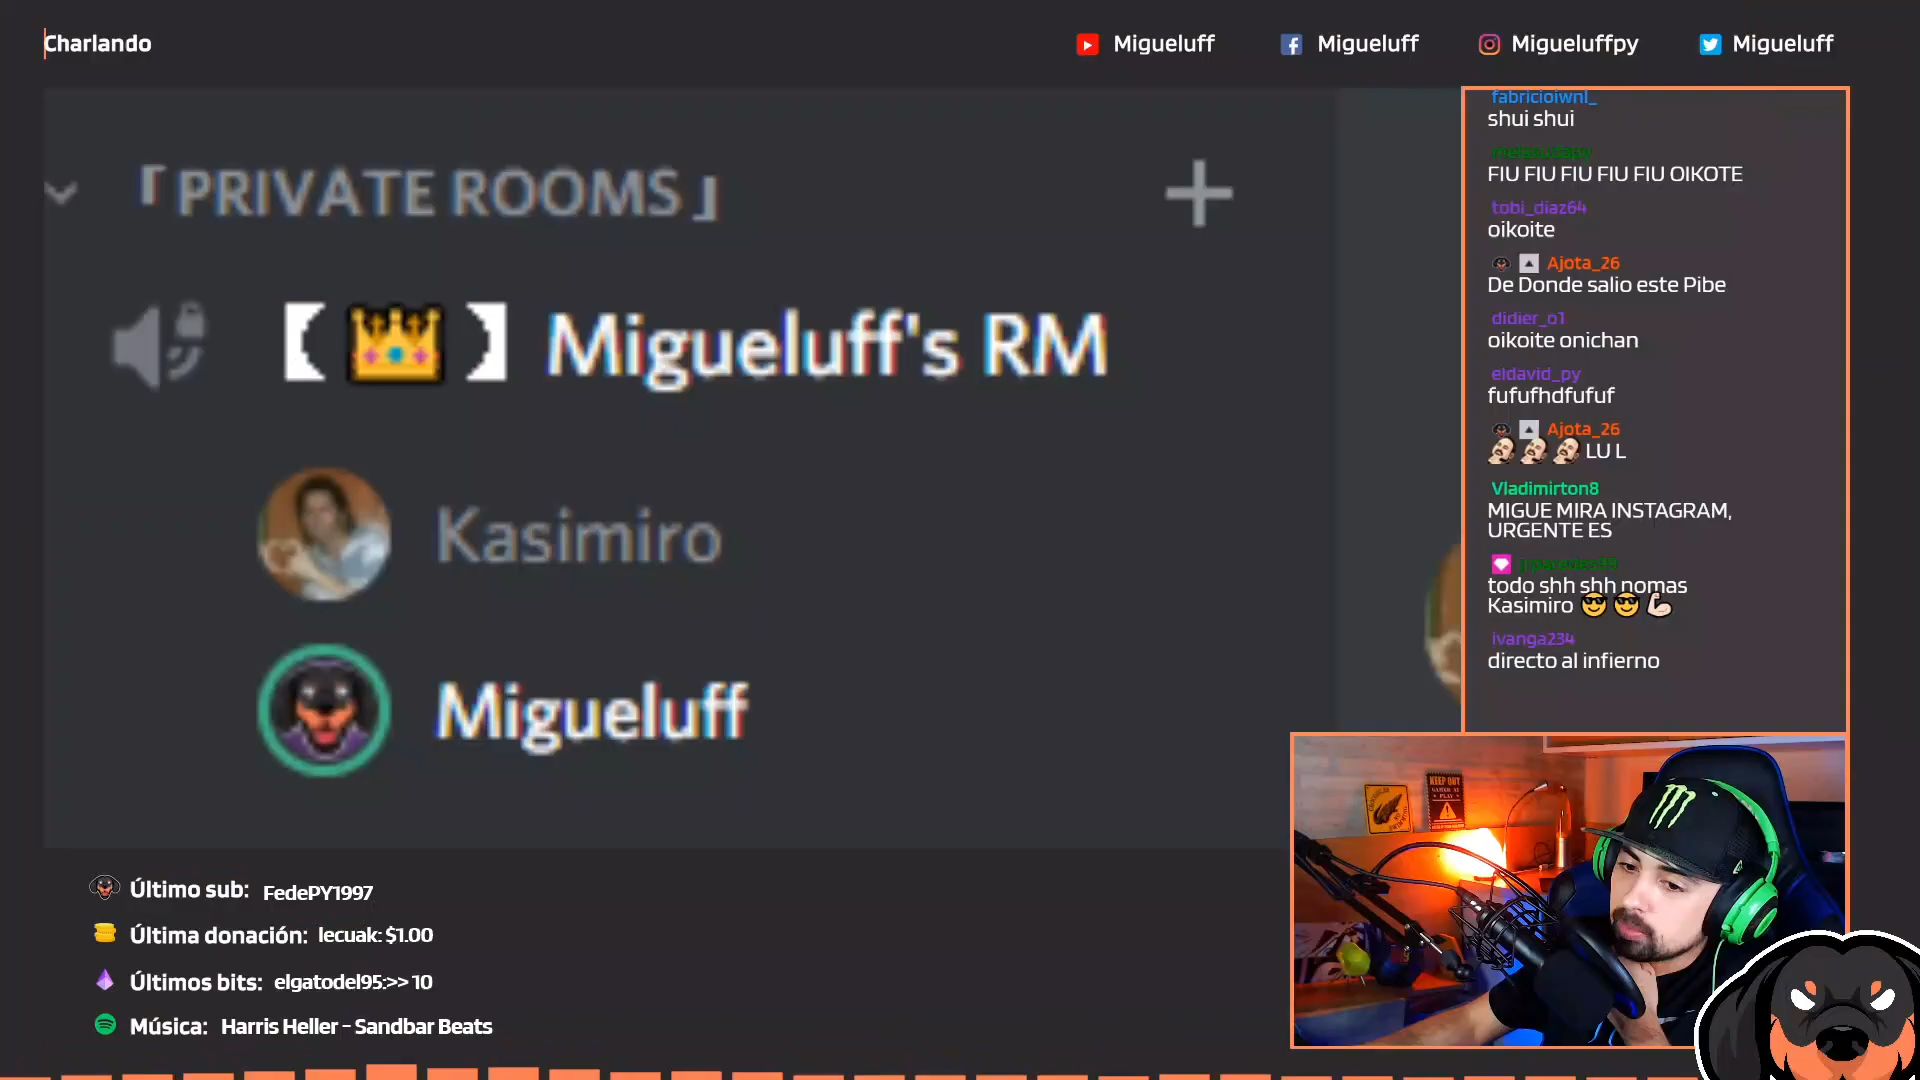 Charlando
Migueluff
Migueluff
Migueluffpy
Migueluff
「 PRIVATE ROOMS 」
【 👑 】 Migueluff's RM
Kasimiro
Migueluff
fabricioiwnl_
shui shui
FIU FIU FIU FIU FIU OIKOTE
tobi_diaz64
oikoite
Ajota_26
De Donde salio este Pibe
didier_o1
oikoite onichan
eldavid_py
fufufhdfufuf
Ajota_26
LU L
Vladimirton8
MIGUE MIRA INSTAGRAM,
URGENTE ES
todo shh shh nomas
Kasimiro 😎 😎 💪🏻
ivanga234
directo al infierno
KEEP OUT
Último sub: FedePY1997
Última donación: lecuak: $1.00
Últimos bits: elgatodel95:>> 10
Música: Harris Heller - Sandbar Beats